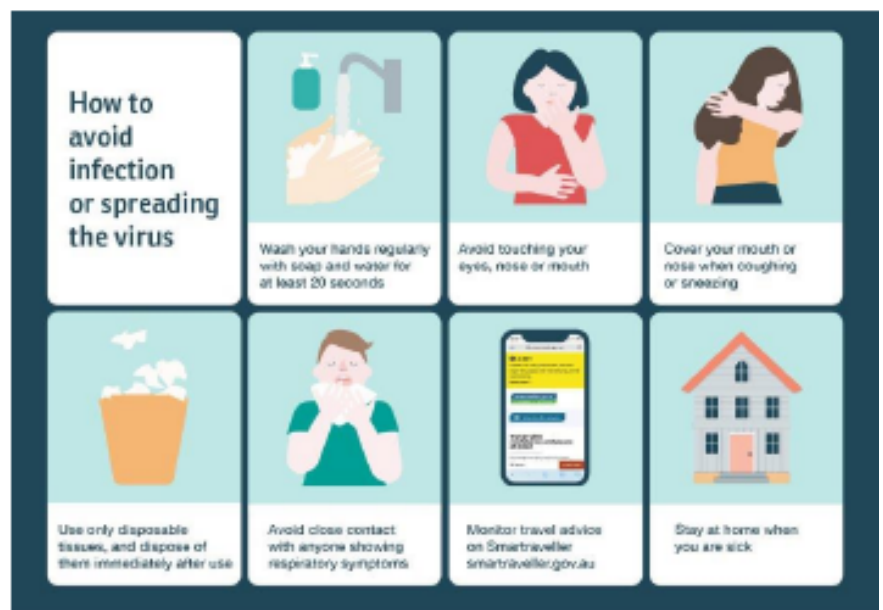 How to
avoid
infection
or spreading
the virus
Wash your hands regularly
with soap and water for
at least 20 seconds
Avoid touching your
eyes, nose or mouth
Cover your mouth or
nose when coughing
or sneezing
Use only disposable
tissues, and dispose of
them immediately after use
Avoid close contact
with anyone showing
respiratory symptoms
Monitor travel advice
on Smartraveller
smartraveller.gov.au
Stay at home when
you are sick